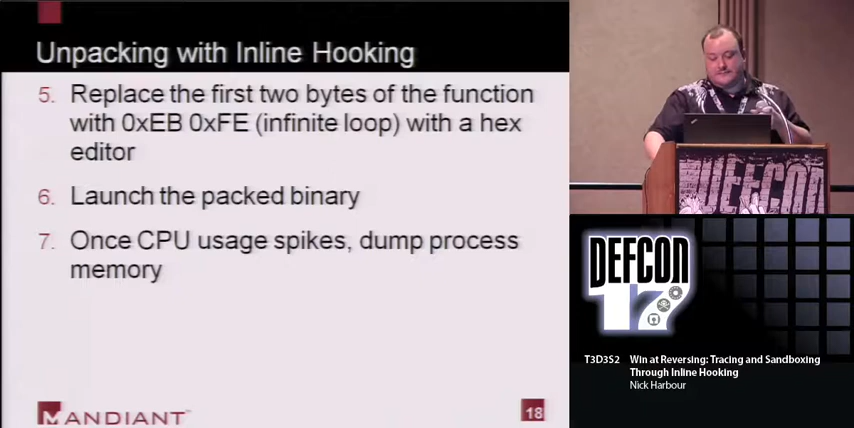 Unpacking with Inline Hooking
5. Replace the first two bytes of the function
with 0xEB 0xFE (infinite loop) with a hex
editor
6. Launch the packed binary
7. Once CPU usage spikes, dump process
memory
MANDIANT
18
DEFCON
DEFCON
17
T3D3S2 Win at Reversing: Tracing and Sandboxing
Through Inline Hooking
Nick Harbour